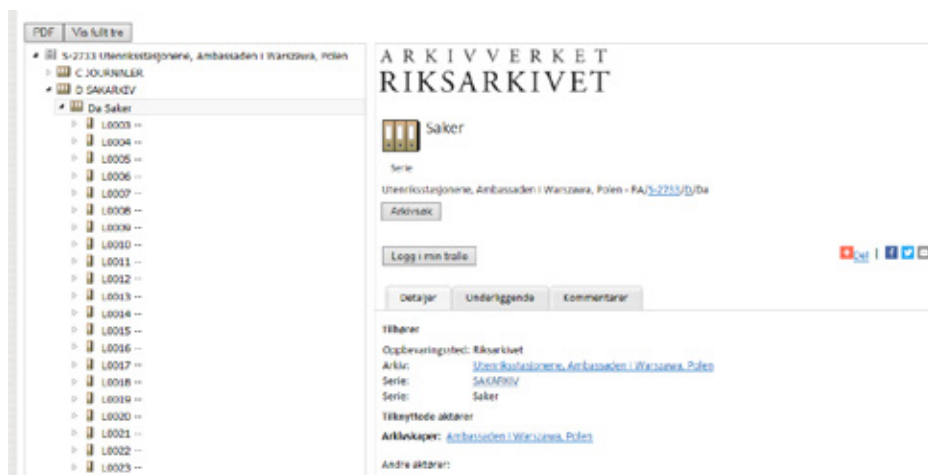 PDF
Vis fullt tre
S-2733 Utenriksstasjonene, Ambassaden i Warszawa, Polen
C JOURNALER
D SAKARKIV
Da Saker
L0003 --
L0004 --
L0005 --
L0006 --
L0007 --
L0008 --
L0009 --
L0010 --
L0011 --
L0012 --
L0013 --
L0014 --
L0015 --
L0016 --
L0017 --
L0018 --
L0019 --
L0020 --
L0021 --
L0022 --
L0023 --
ARKIVVERKET
RIKSARKIVET
Saker
Serie
Utenriksstasjonene, Ambassaden i Warszawa, Polen - RA/S-2733/D/Da
Arkivsøk
Legg i min tralle
Del |
Detaljer Underliggende Kommentarer
Tilhører
Oppbevaringssted: Riksarkivet
Arkiv: Utenriksstasjonene, Ambassaden i Warszawa, Polen
Serie: SAKARKIV
Serie: Saker
Tilknyttede aktører
Arkivskaper: Ambassaden i Warszawa, Polen
Andre aktører: